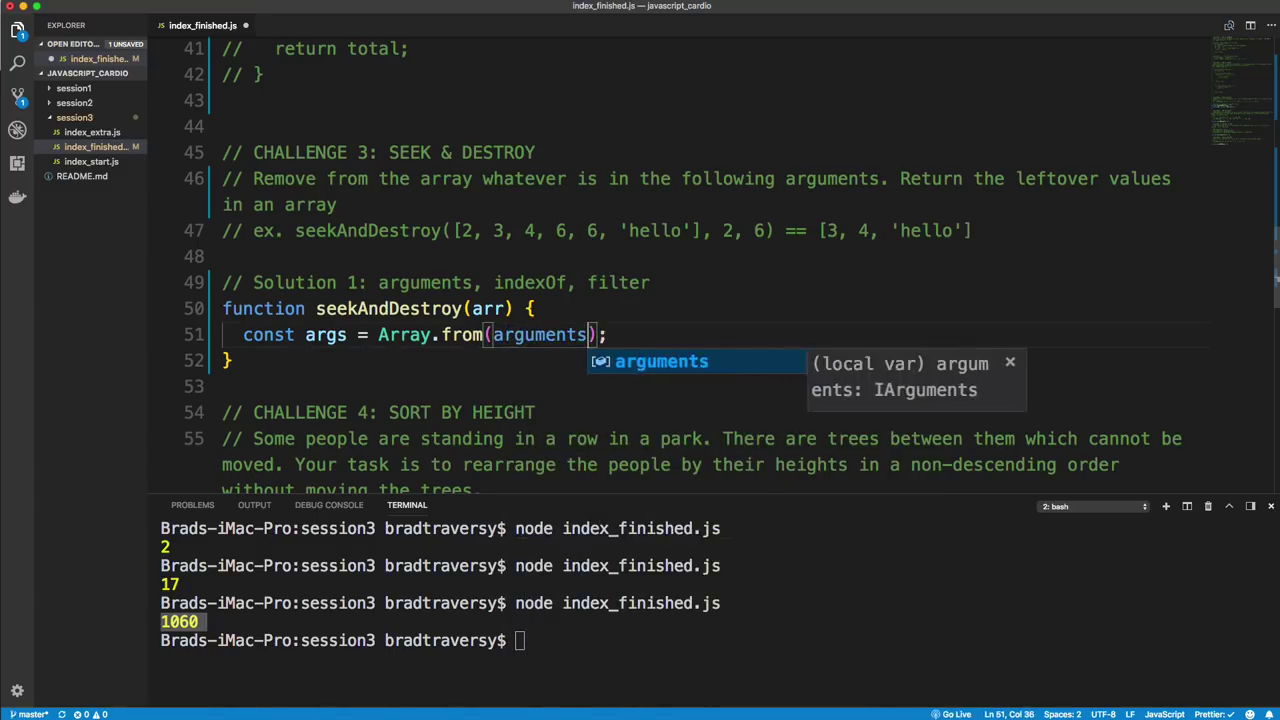 index_finished.js — javascript_cardio
EXPLORER
index_finished.js
OPEN EDITO... 1 UNSAVED
index_finishe... M
JAVASCRIPT_CARDIO
session1
session2
session3
index_extra.js
index_finished... M
index_start.js
README.md
41 // return total;
42 // }
43
44
45 // CHALLENGE 3: SEEK & DESTROY
46 // Remove from the array whatever is in the following arguments. Return the leftover values
in an array
47 // ex. seekAndDestroy([2, 3, 4, 6, 6, 'hello'], 2, 6) == [3, 4, 'hello']
48
49 // Solution 1: arguments, indexOf, filter
50 function seekAndDestroy(arr) {
51 const args = Array.from(arguments);
52 }
arguments
(local var) argum
ents: IArguments
53
54 // CHALLENGE 4: SORT BY HEIGHT
55 // Some people are standing in a row in a park. There are trees between them which cannot be
moved. Your task is to rearrange the people by their heights in a non-descending order
without moving the trees.
PROBLEMS OUTPUT DEBUG CONSOLE TERMINAL 2: bash
Brads-iMac-Pro:session3 bradtraversy$ node index_finished.js
2
Brads-iMac-Pro:session3 bradtraversy$ node index_finished.js
17
Brads-iMac-Pro:session3 bradtraversy$ node index_finished.js
1060
Brads-iMac-Pro:session3 bradtraversy$
master* 0 0 Go Live Ln 51, Col 36 Spaces: 2 UTF-8 LF JavaScript Prettier: ✓